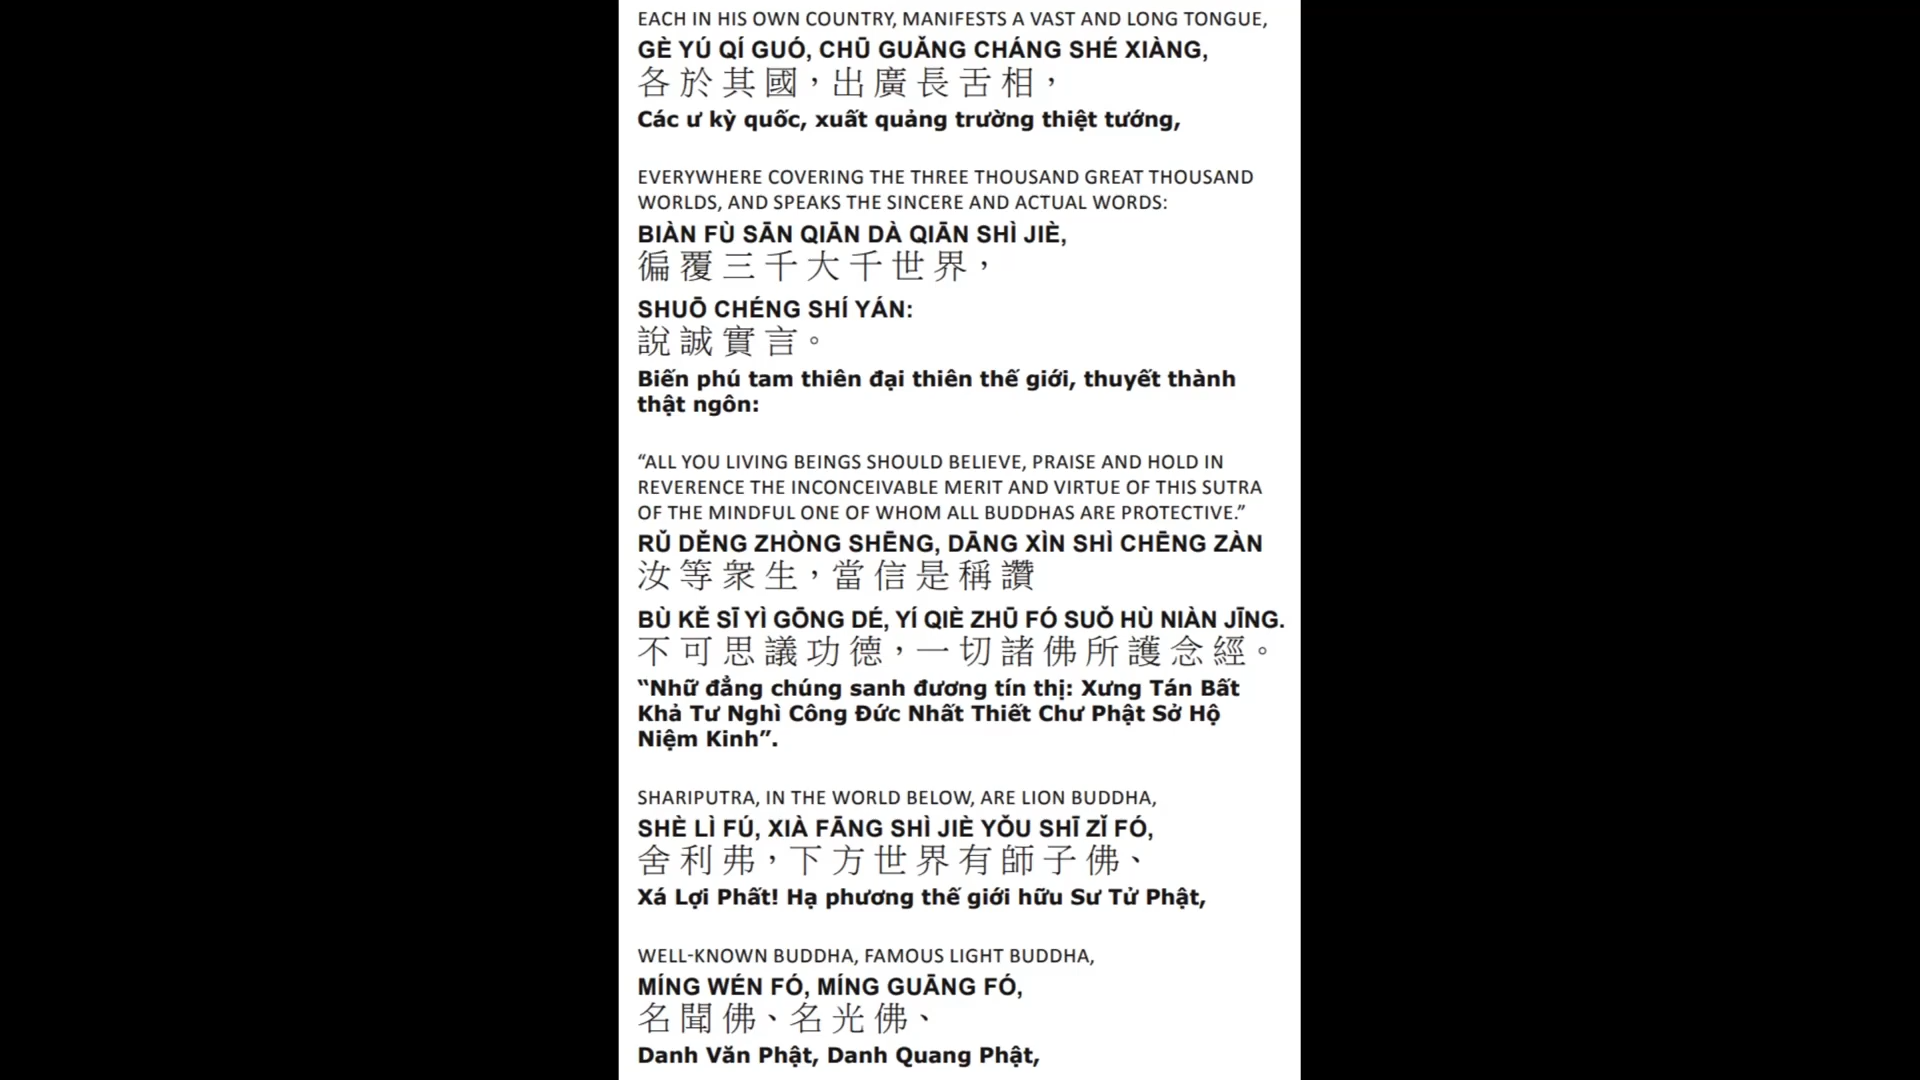 EACH IN HIS OWN COUNTRY, MANIFESTS A VAST AND LONG TONGUE,
GÈ YÚ QÍ GUÓ, CHŪ GUǍNG CHÁNG SHÉ XIÀNG,
各於其國，出廣長舌相，
Các ư kỳ quốc, xuất quảng trường thiệt tướng,
EVERYWHERE COVERING THE THREE THOUSAND GREAT THOUSAND
WORLDS, AND SPEAKS THE SINCERE AND ACTUAL WORDS:
BIÀN FÙ SĀN QIĀN DÀ QIĀN SHÌ JIÈ,
徧覆三千大千世界，
SHUŌ CHÉNG SHÍ YÁN:
說誠實言。
Biến phú tam thiên đại thiên thế giới, thuyết thành
thật ngôn:
“ALL YOU LIVING BEINGS SHOULD BELIEVE, PRAISE AND HOLD IN
REVERENCE THE INCONCEIVABLE MERIT AND VIRTUE OF THIS SUTRA
OF THE MINDFUL ONE OF WHOM ALL BUDDHAS ARE PROTECTIVE.”
RǓ DĚNG ZHÒNG SHĒNG, DĀNG XÌN SHÌ CHĒNG ZÀN
汝等衆生，當信是稱讚
BÙ KĚ SĪ YÌ GŌNG DÉ, YÍ QIÈ ZHŪ FÓ SUǑ HÙ NIÀN JĪNG.
不可思議功德，一切諸佛所護念經。
“Nhữ đẳng chúng sanh đương tín thị: Xưng Tán Bất
Khả Tư Nghì Công Đức Nhất Thiết Chư Phật Sở Hộ
Niệm Kinh”.
SHARIPUTRA, IN THE WORLD BELOW, ARE LION BUDDHA,
SHÈ LÌ FÚ, XIÀ FĀNG SHÌ JIÈ YǑU SHĪ ZǏ FÓ,
舍利弗，下方世界有師子佛、
Xá Lợi Phất! Hạ phương thế giới hữu Sư Tử Phật,
WELL-KNOWN BUDDHA, FAMOUS LIGHT BUDDHA,
MÍNG WÉN FÓ, MÍNG GUĀNG FÓ,
名聞佛、名光佛、
Danh Văn Phật, Danh Quang Phật,